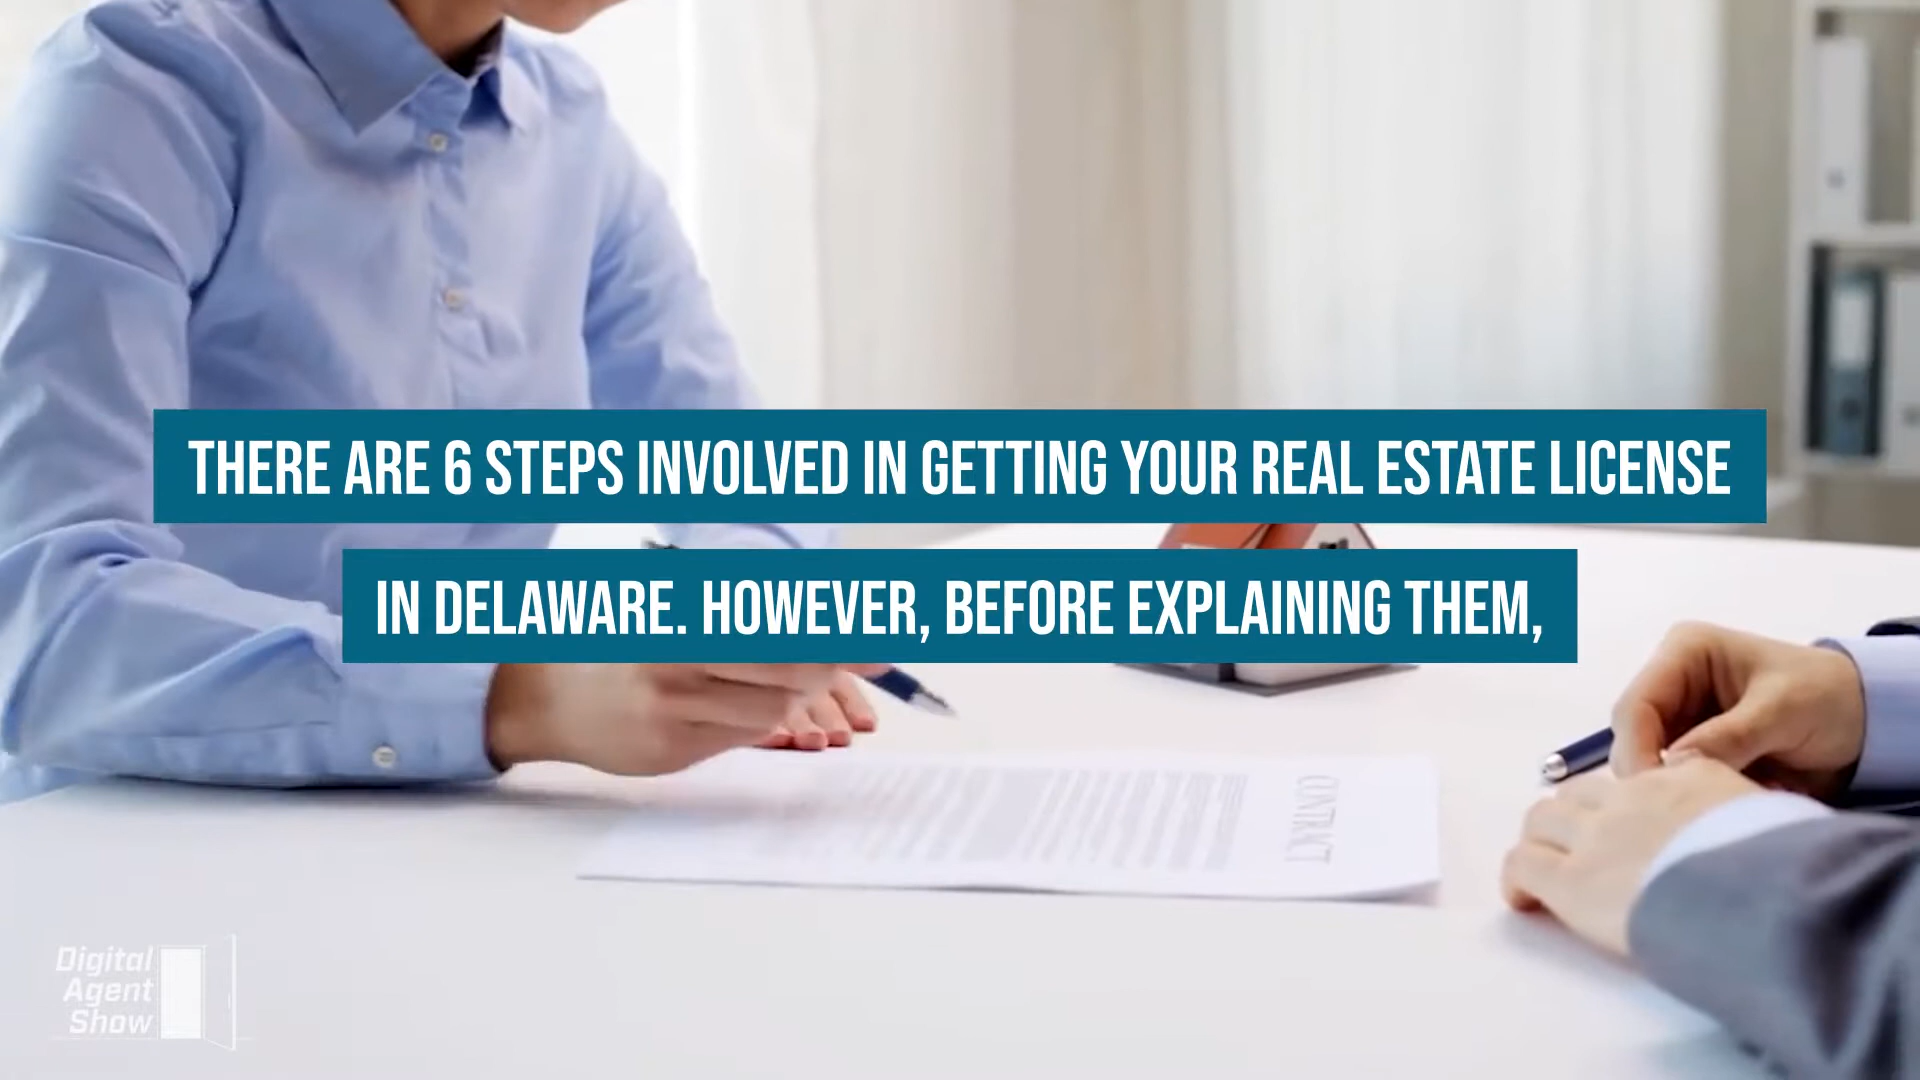 THERE ARE 6 STEPS INVOLVED IN GETTING YOUR REAL ESTATE LICENSE
IN DELAWARE. HOWEVER, BEFORE EXPLAINING THEM,
CONTRACT
Digital
Agent
Show